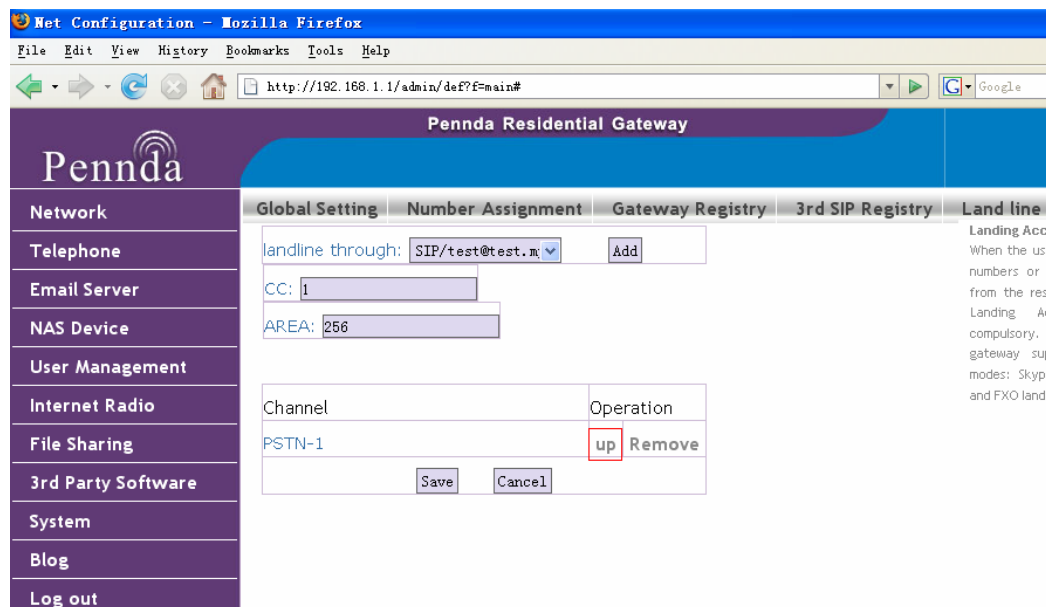 Net Configuration - Mozilla Firefox
File Edit View History Bookmarks Tools Help
http://192.168.1.1/admin/def?f=main#
G Google
Pennda Residential Gateway
Pennda
Network
Telephone
Email Server
NAS Device
User Management
Internet Radio
File Sharing
3rd Party Software
System
Blog
Log out
Global Setting Number Assignment Gateway Registry 3rd SIP Registry Land line
landline through: SIP/test@test.m Add
CC: 1
AREA: 256
Channel Operation
PSTN-1 up Remove
Save Cancel
Landing Acc
When the us
numbers or
from the res
Landing A
compulsory.
gateway sup
modes: Skyp
and FXO land